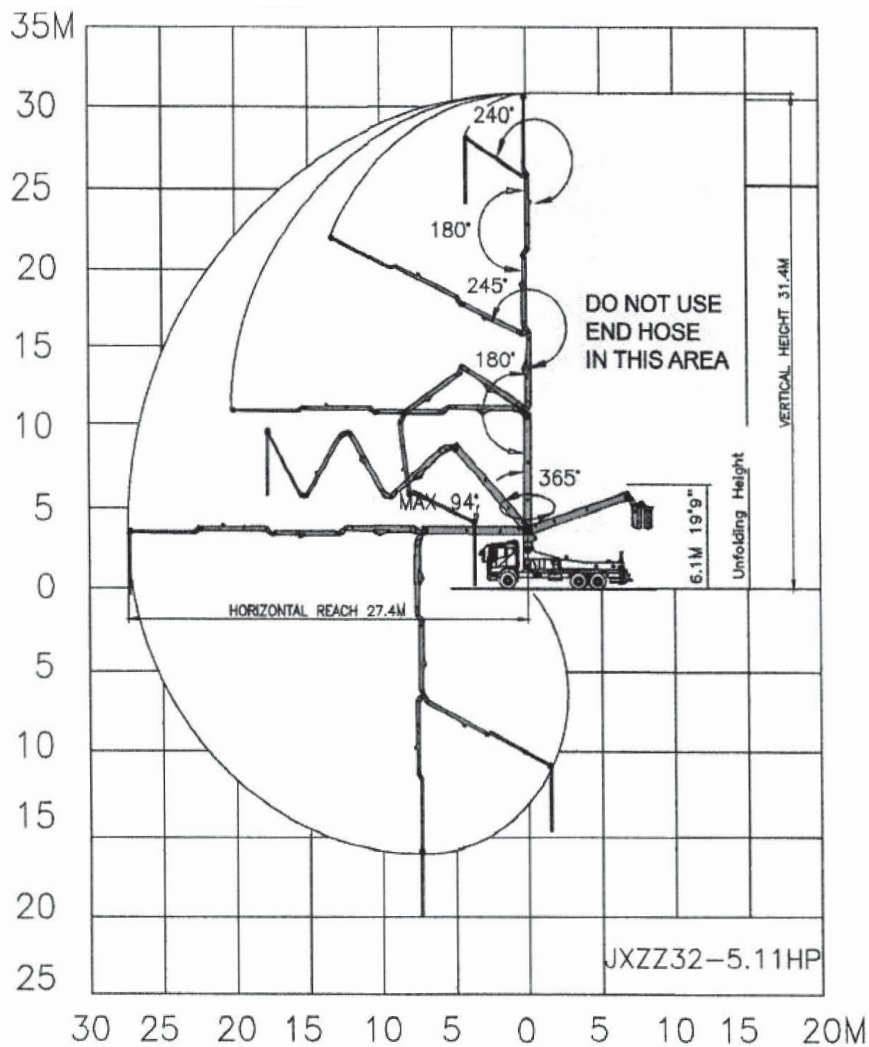 35M
30
25
20
15
10
5
0
5
10
15
20
25
30 25 20 15 10 5 0 5 10 15 20M
240°
180°
245°
DO NOT USE
END HOSE
IN THIS AREA
180°
365°
MAX 94°
HORIZONTAL REACH 27.4M
6.1M 19'9"
Unfolding Height
VERTICAL HEIGHT 31.4M
JXZZ32-5.11HP